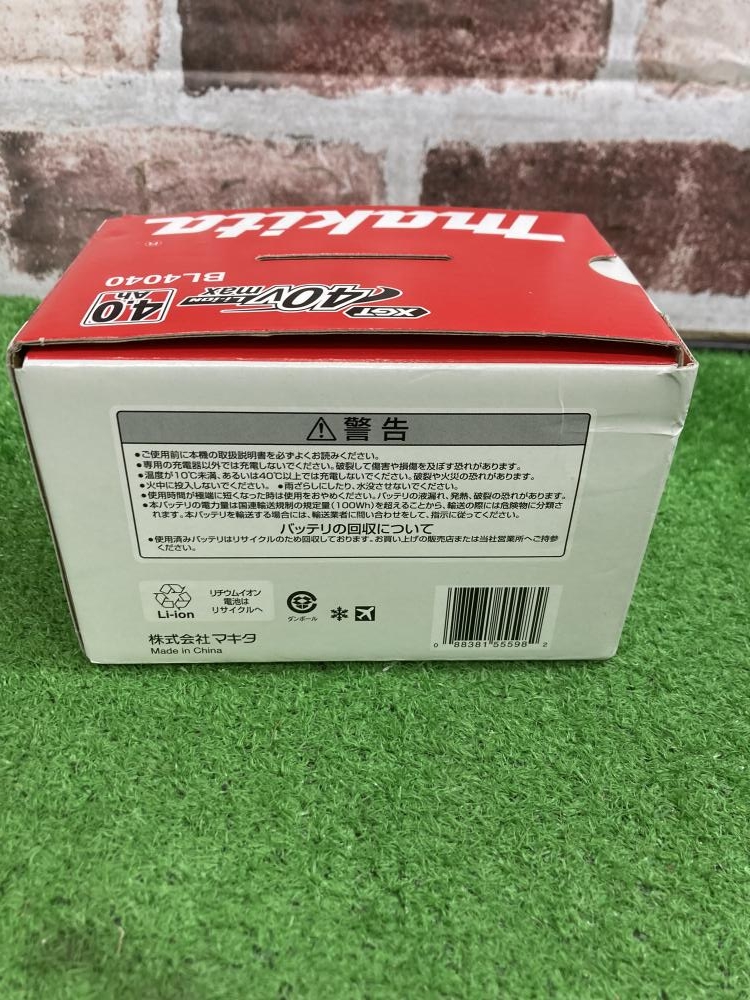 makita
BL4040
4.0 Ah
XGT 40Vmax Li-ion
警告
●ご使用前に本機の取扱説明書を必ずよくお読みください。
●専用の充電器以外では充電しないでください。破裂して傷害や損傷を及ぼす恐れがあります。
●温度が10℃未満、あるいは40℃以上では充電しないでください。破裂や火災の恐れがあります。
●火中に投入しないでください。 ●雨ざらしにしたり、水没させないでください。
●使用時間が極端に短くなった時は使用をおやめください。バッテリの液漏れ、発熱、破裂の恐れがあります。
●本バッテリの電力量は国連輸送規制の規定量(100Wh)を超えることから、輸送の際には危険物に分類さ
れます。本バッテリを輸送する場合には、輸送業者に問い合わせをして、指示に従ってください。
バッテリの回収について
●使用済みバッテリはリサイクルのため回収しております。お買い上げの販売店または当社営業所へご持参
ください。
Li-ion
リチウムイオン
電池は
リサイクルへ
ダンボール
株式会社マキタ
Made in China
0 88381 55598 2